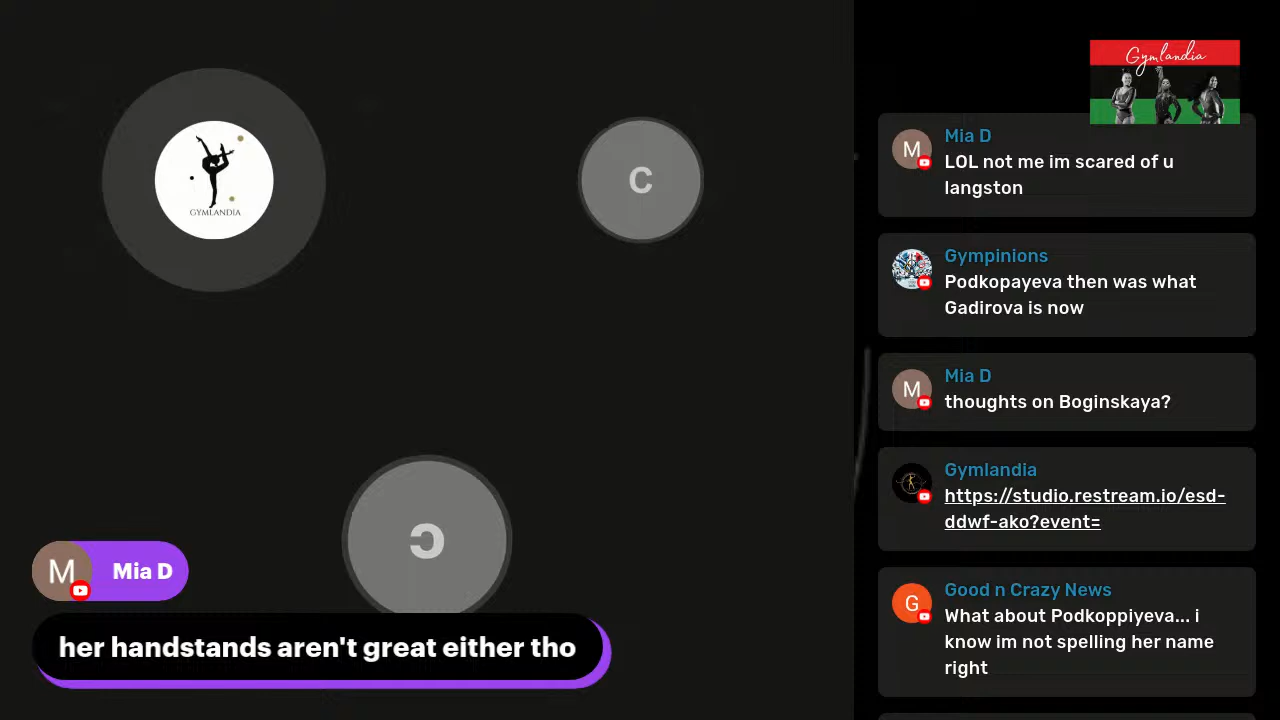 GYMLANDIA
C
C
M
Mia D
her handstands aren't great either tho
Gymlandia
M
Mia D
LOL not me im scared of u
langston
Gympinions
Podkopayeva then was what
Gadirova is now
M
Mia D
thoughts on Boginskaya?
Gymlandia
https://studio.restream.io/esd-
ddwf-ako?event=
G
Good n Crazy News
What about Podkoppiyeva... i
know im not spelling her name
right